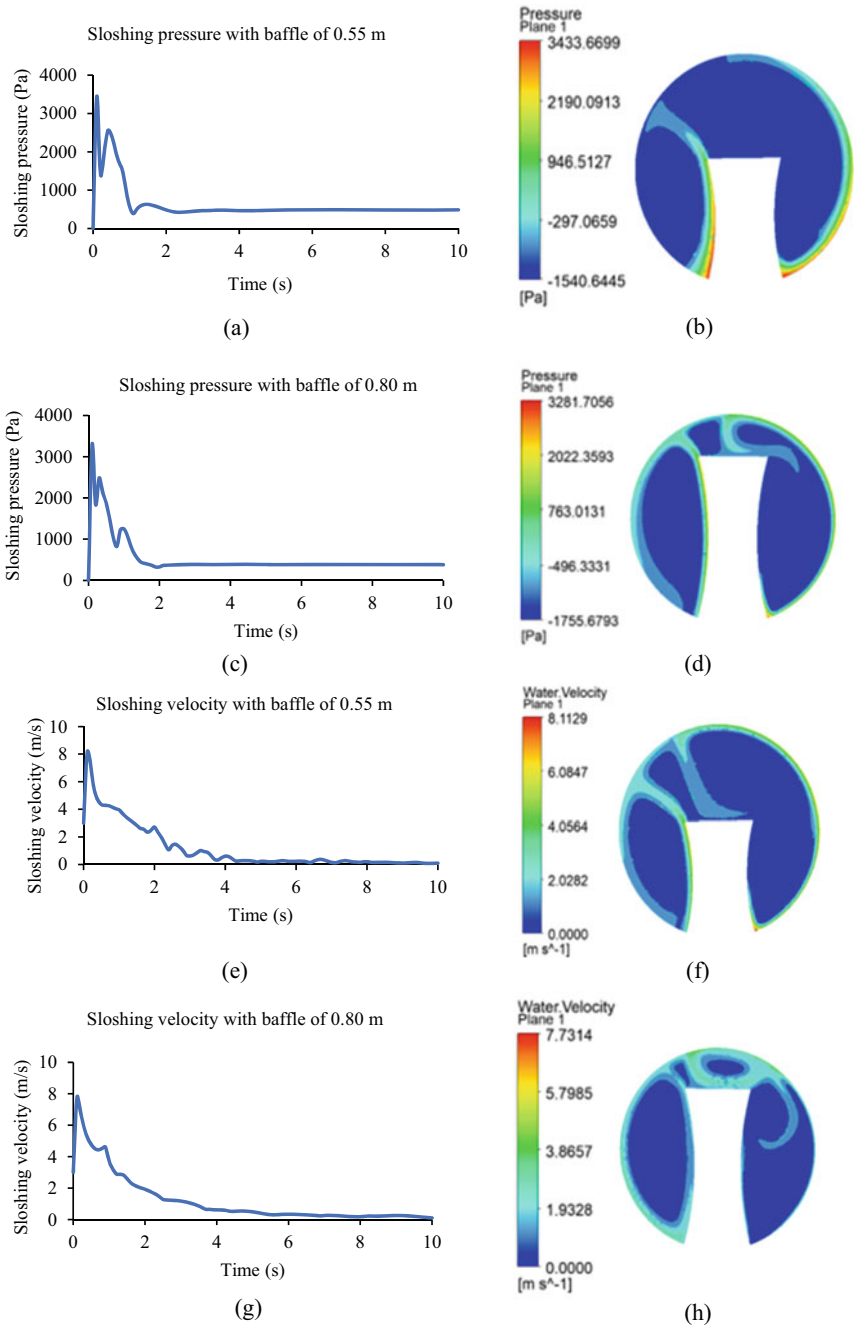 Sloshing pressure with baffle of 0.55 m
4000
3000
2000
1000
0
Sloshing pressure (Pa)
0 2 4 6 8 10
Time (s)
(a)
Pressure
Plane 1
3433.6699
2190.0913
946.5127
-297.0659
-1540.6445
[Pa]
(b)
Sloshing pressure with baffle of 0.80 m
4000
3000
2000
1000
0
Sloshing pressure (Pa)
0 2 4 6 8 10
Time (s)
(c)
Pressure
Plane 1
3281.7056
2022.3593
763.0131
-496.3331
-1755.6793
[Pa]
(d)
Sloshing velocity with baffle of 0.55 m
10
8
6
4
2
0
Sloshing velocity (m/s)
0 2 4 6 8 10
Time (s)
(e)
Water.Velocity
Plane 1
8.1129
6.0847
4.0564
2.0282
0.0000
[m s^-1]
(f)
Sloshing velocity with baffle of 0.80 m
10
8
6
4
2
0
Sloshing velocity (m/s)
0 2 4 6 8 10
Time (s)
(g)
Water.Velocity
Plane 1
7.7314
5.7985
3.8657
1.9328
0.0000
[m s^-1]
(h)